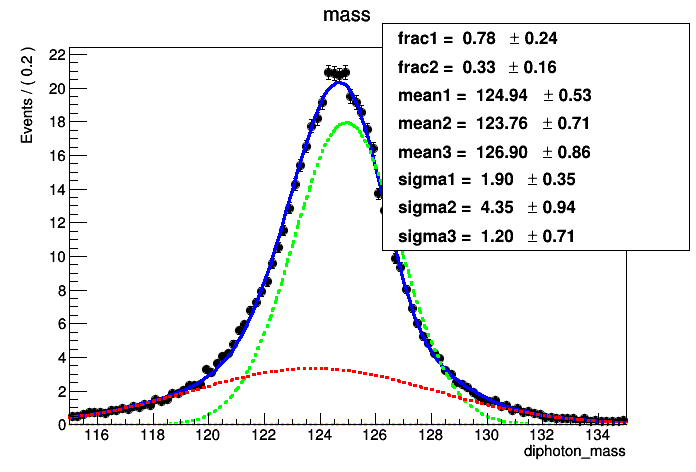 mass
frac1 = 0.78 ± 0.24
frac2 = 0.33 ± 0.16
mean1 = 124.94 ± 0.53
mean2 = 123.76 ± 0.71
mean3 = 126.90 ± 0.86
sigma1 = 1.90 ± 0.35
sigma2 = 4.35 ± 0.94
sigma3 = 1.20 ± 0.71
Events / ( 0.2 )
22
20
18
16
14
12
10
8
6
4
2
0
116 118 120 122 124 126 128 130 132 134
diphoton_mass